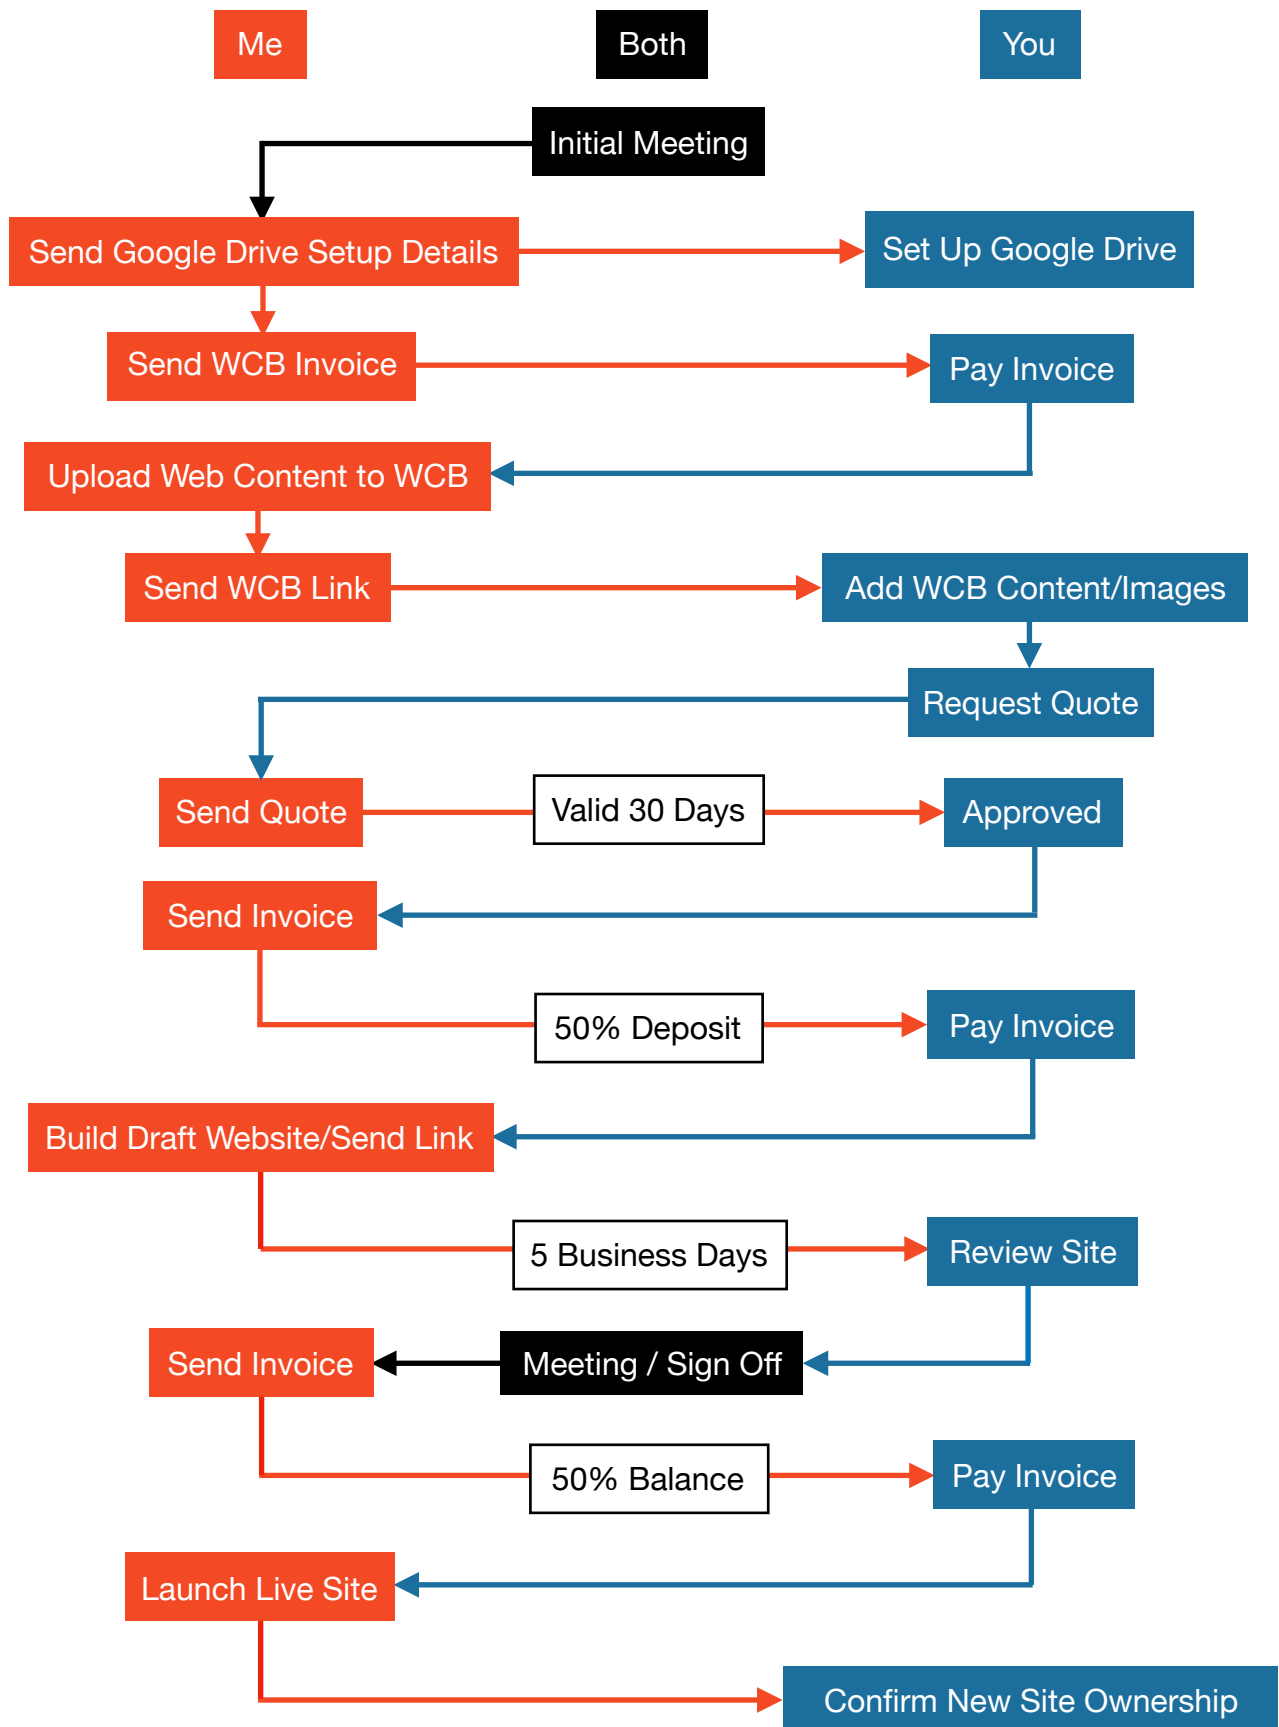 Me
Both
You
Initial Meeting
Send Google Drive Setup Details
Set Up Google Drive
Send WCB Invoice
Pay Invoice
Upload Web Content to WCB
Send WCB Link
Add WCB Content/Images
Request Quote
Send Quote
Valid 30 Days
Approved
Send Invoice
50% Deposit
Pay Invoice
Build Draft Website/Send Link
5 Business Days
Review Site
Send Invoice
Meeting / Sign Off
50% Balance
Pay Invoice
Launch Live Site
Confirm New Site Ownership